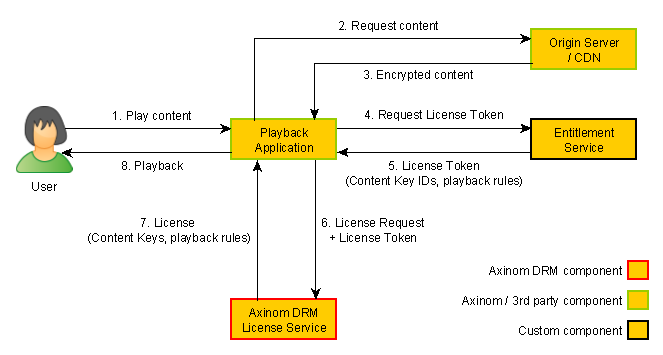 2. Request content
Origin Server
/ CDN
3. Encrypted content
1. Play content
4. Request License Token
Playback
Application
Entitlement
Service
8. Playback
5. License Token
(Content Key IDs, playback rules)
User
7. License
(Content Keys, playback rules)
6. License Request
+ License Token
Axinom DRM component
Axinom / 3rd party component
Axinom DRM
License Service
Custom component